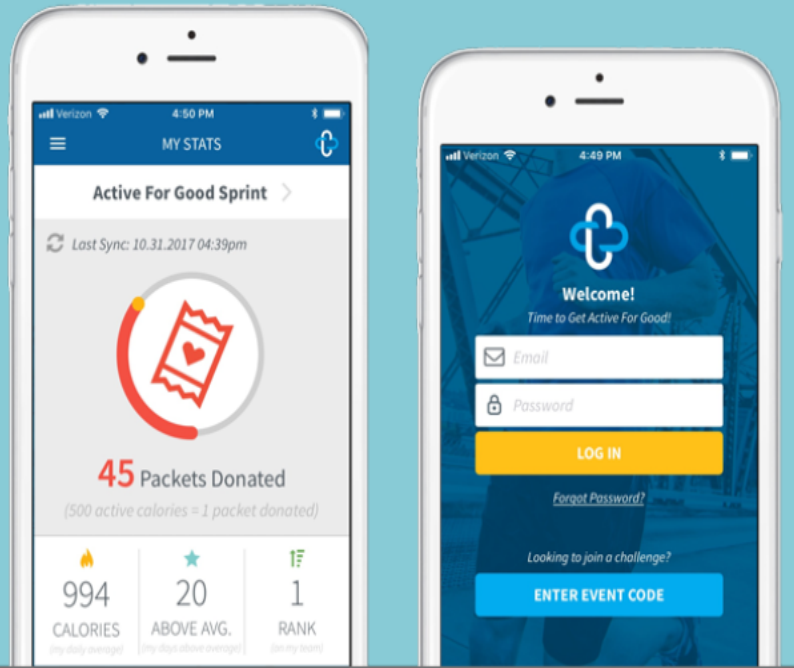 Verizon 4:50 PM
MY STATS
Active For Good Sprint
Last Sync: 10.31.2017 04:39pm
45 Packets Donated
(500 active calories = 1 packet donated)
994
CALORIES
(my daily average)
20
ABOVE AVG.
(my days above average)
1
RANK
(on my team)
Verizon 4:49 PM
Welcome!
Time to Get Active For Good!
Email
Password
LOG IN
Forgot Password?
Looking to join a challenge?
ENTER EVENT CODE